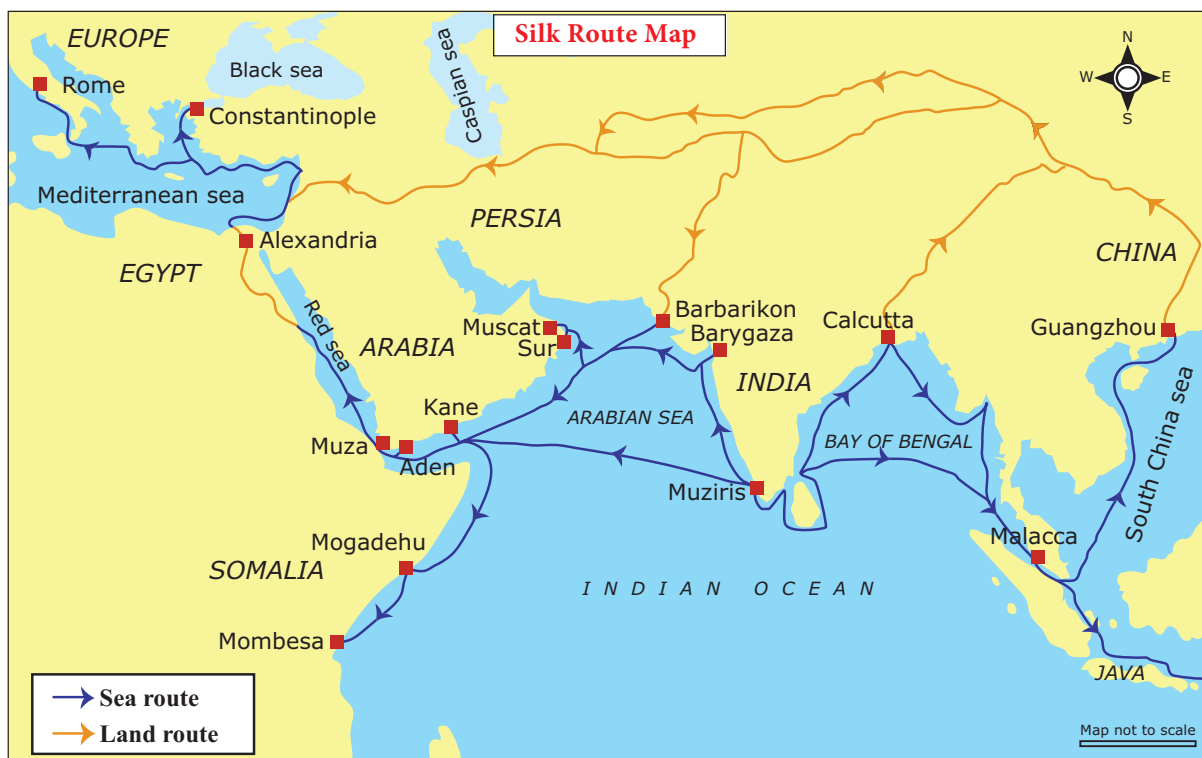 Silk Route Map
EUROPE
Black sea
Caspian sea
Rome
Constantinople
N
W
E
S
Mediterranean sea
PERSIA
Alexandria
EGYPT
CHINA
Red sea
ARABIA
Muscat
Sur
Barbarikon
Barygaza
Calcutta
Guangzhou
INDIA
Kane
ARABIAN SEA
BAY OF BENGAL
South China sea
Muza
Aden
Muziris
Malacca
Mogadehu
SOMALIA
INDIAN OCEAN
Mombesa
JAVA
Sea route
Land route
Map not to scale